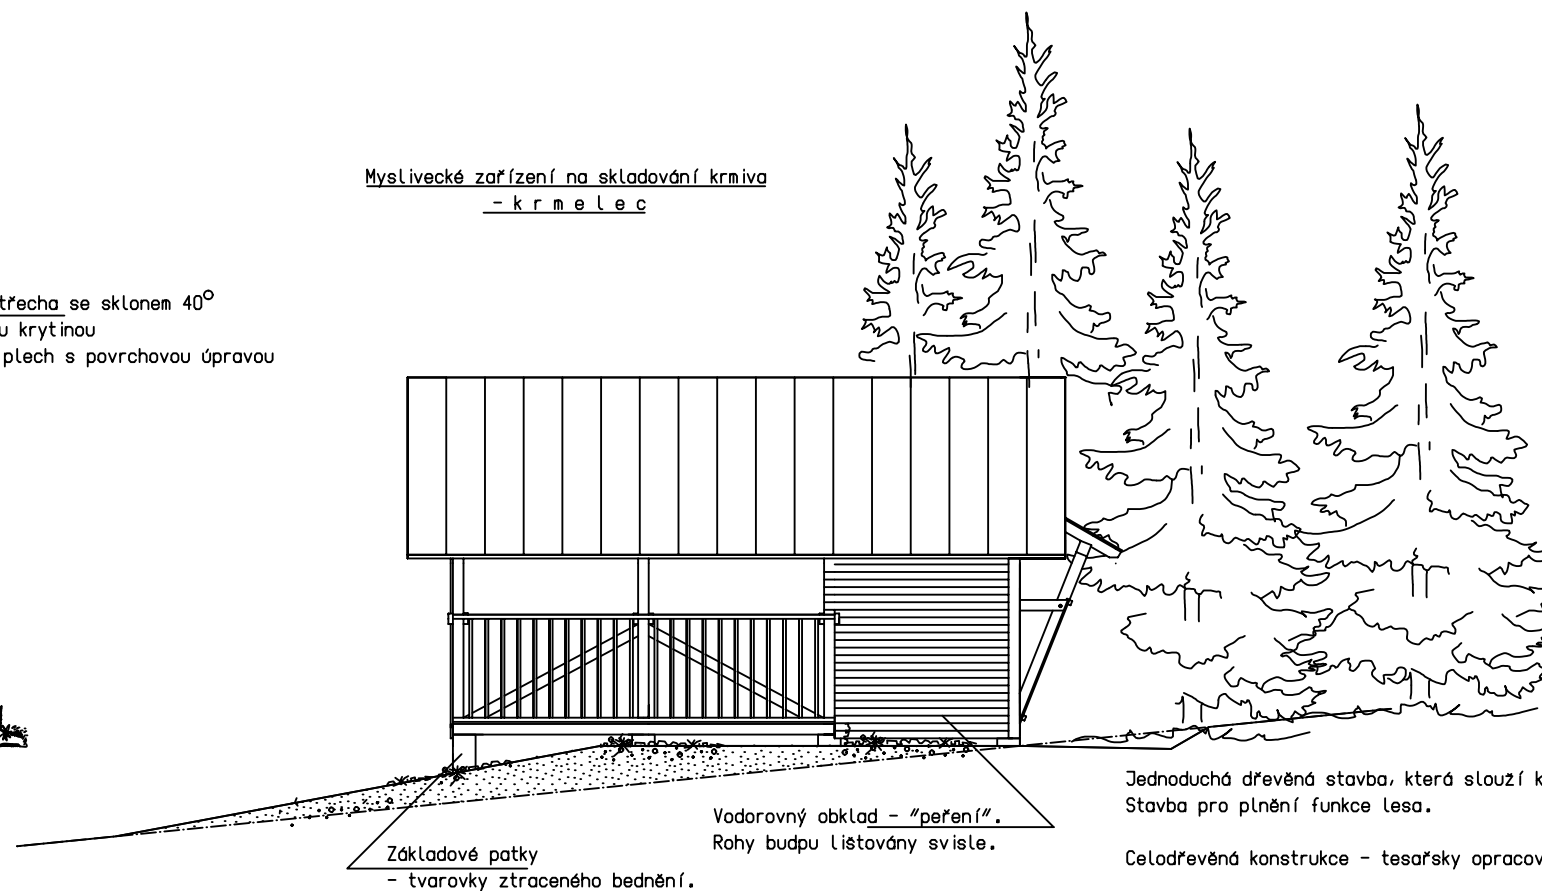 Myslivecké zařízení na skladování krmiva
- k r m e l e c
třecha se sklonem 40°
u krytinou
plech s povrchovou úpravou
Jednoduchá dřevěná stavba, která slouží k
Stavba pro plnění funkce lesa.
Celodřevěná konstrukce - tesařsky opracov
Vodorovný obklad - "peření".
Rohy budpu lištovány svisle.
Základové patky
- tvarovky ztraceného bednění.